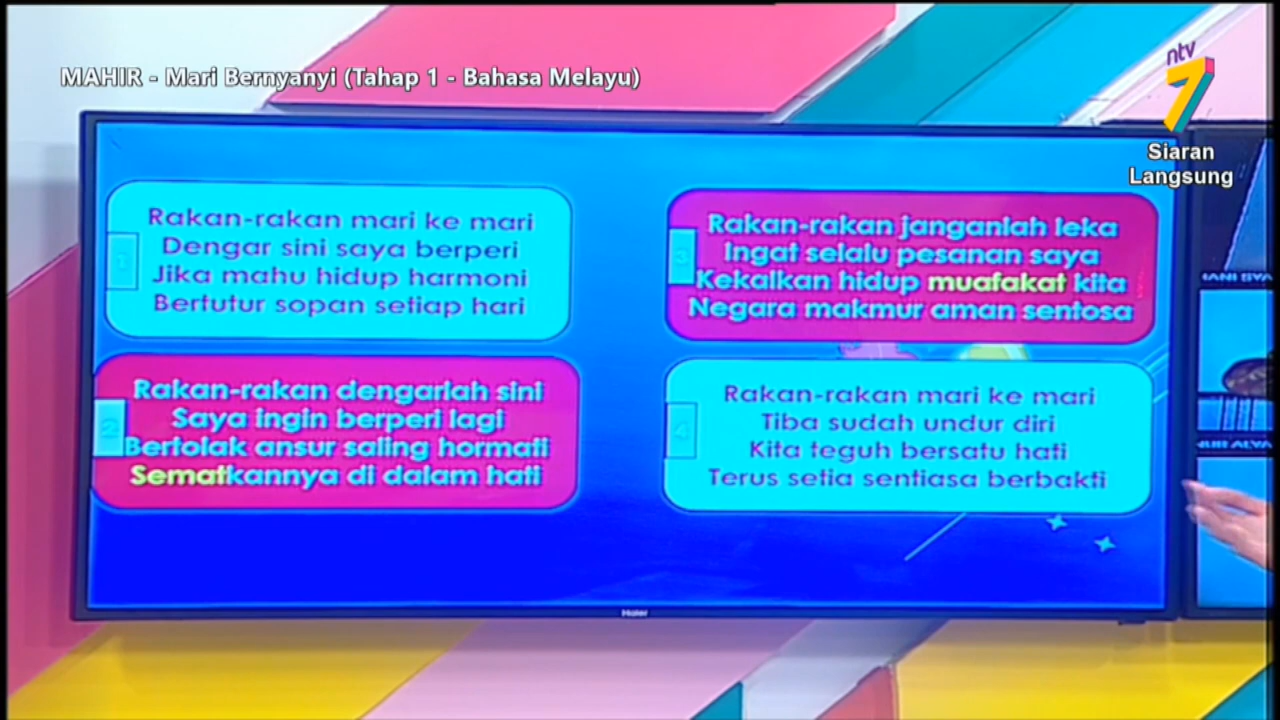 MAHIR - Mari Bernyanyi (Tahap 1 - Bahasa Melayu)
ntv
7
Siaran
Langsung
1
Rakan-rakan mari ke mari
Dengar sini saya berperi
Jika mahu hidup harmoni
Bertutur sopan setiap hari
2
Rakan-rakan dengarlah sini
Saya ingin berperi lagi
Bertolak ansur saling hormati
Sematkannya di dalam hati
3
Rakan-rakan janganlah leka
Ingat selalu pesanan saya
Kekalkan hidup muafakat kita
Negara makmur aman sentosa
4
Rakan-rakan mari ke mari
Tiba sudah undur diri
Kita teguh bersatu hati
Terus setia sentiasa berbakti
Haier